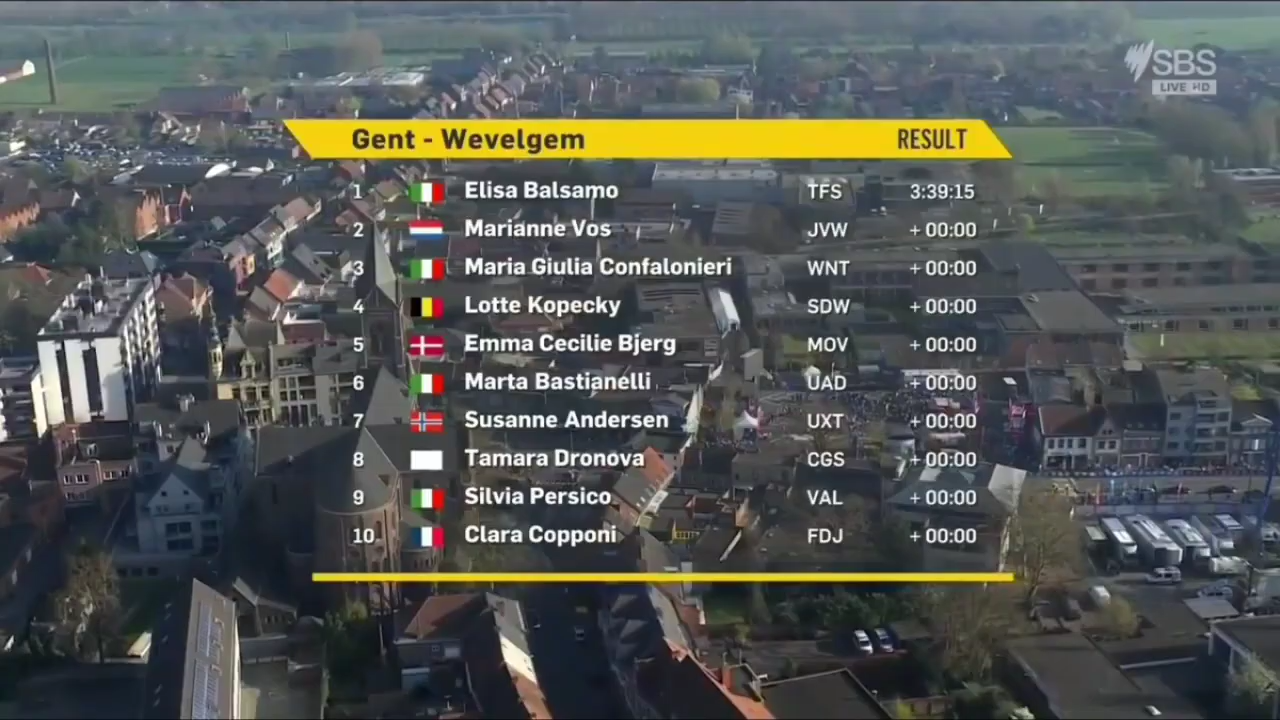 SBS
LIVE HD
Gent - Wevelgem RESULT
1 Elisa Balsamo TFS 3:39:15
2 Marianne Vos JVW + 00:00
3 Maria Giulia Confalonieri WNT + 00:00
4 Lotte Kopecky SDW + 00:00
5 Emma Cecilie Bjerg MOV + 00:00
6 Marta Bastianelli UAD + 00:00
7 Susanne Andersen UXT + 00:00
8 Tamara Dronova CGS + 00:00
9 Silvia Persico VAL + 00:00
10 Clara Copponi FDJ + 00:00